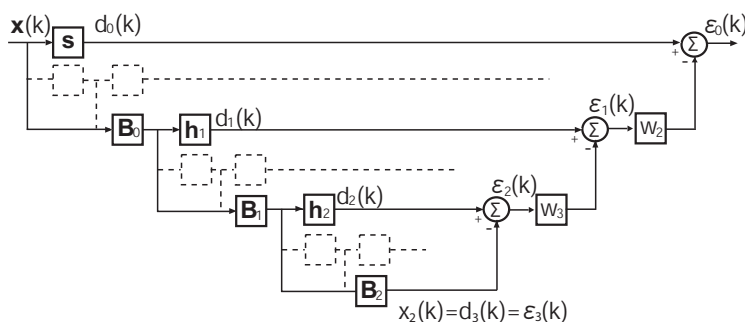 x(k)
s
d₀(k)
Σ
+
-
ε₀(k)
B₀
h₁
d₁(k)
Σ
+
-
ε₁(k)
W₂
B₁
h₂
d₂(k)
Σ
+
-
ε₂(k)
W₃
B₂
x₂(k)=d₃(k)=ε₃(k)